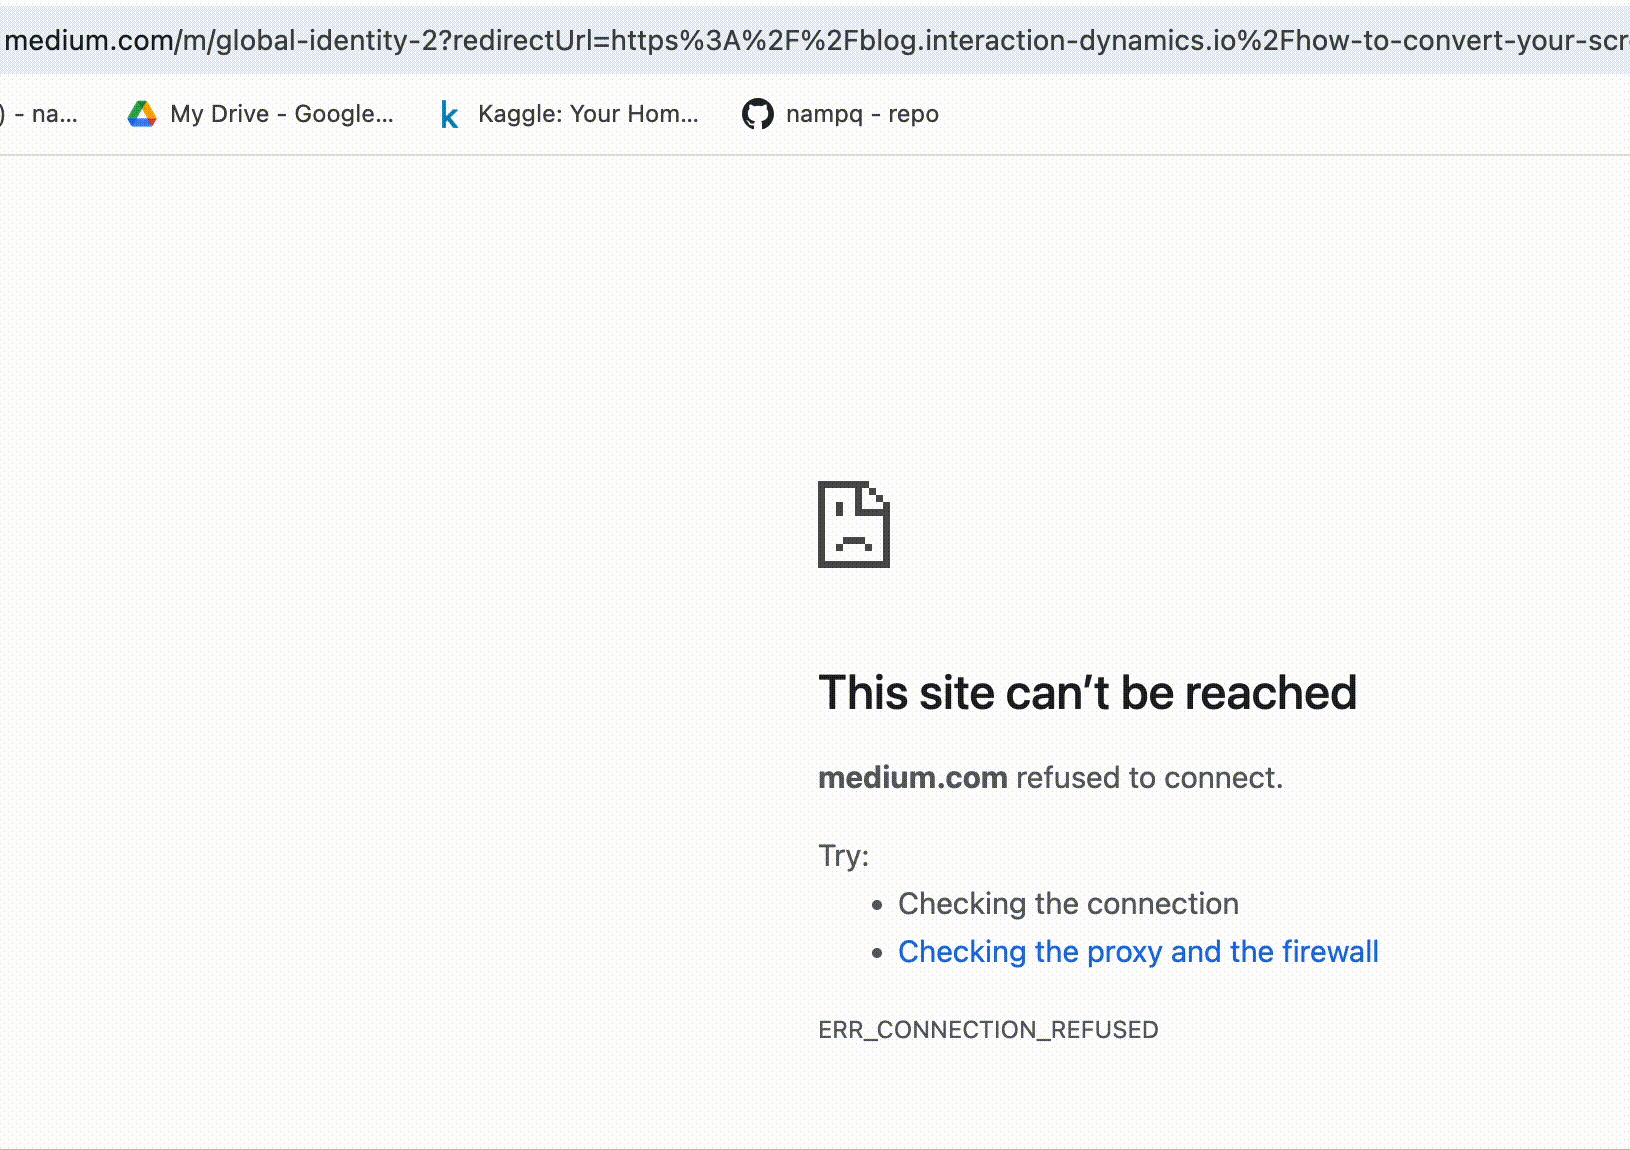 medium.com/m/global-identity-2?redirectUrl=https%3A%2F%2Fblog.interaction-dynamics.io%2Fhow-to-convert-your-scr
) - na... My Drive - Google... Kaggle: Your Hom... nampq - repo
This site can’t be reached
medium.com refused to connect.
Try:
• Checking the connection
• Checking the proxy and the firewall
ERR_CONNECTION_REFUSED